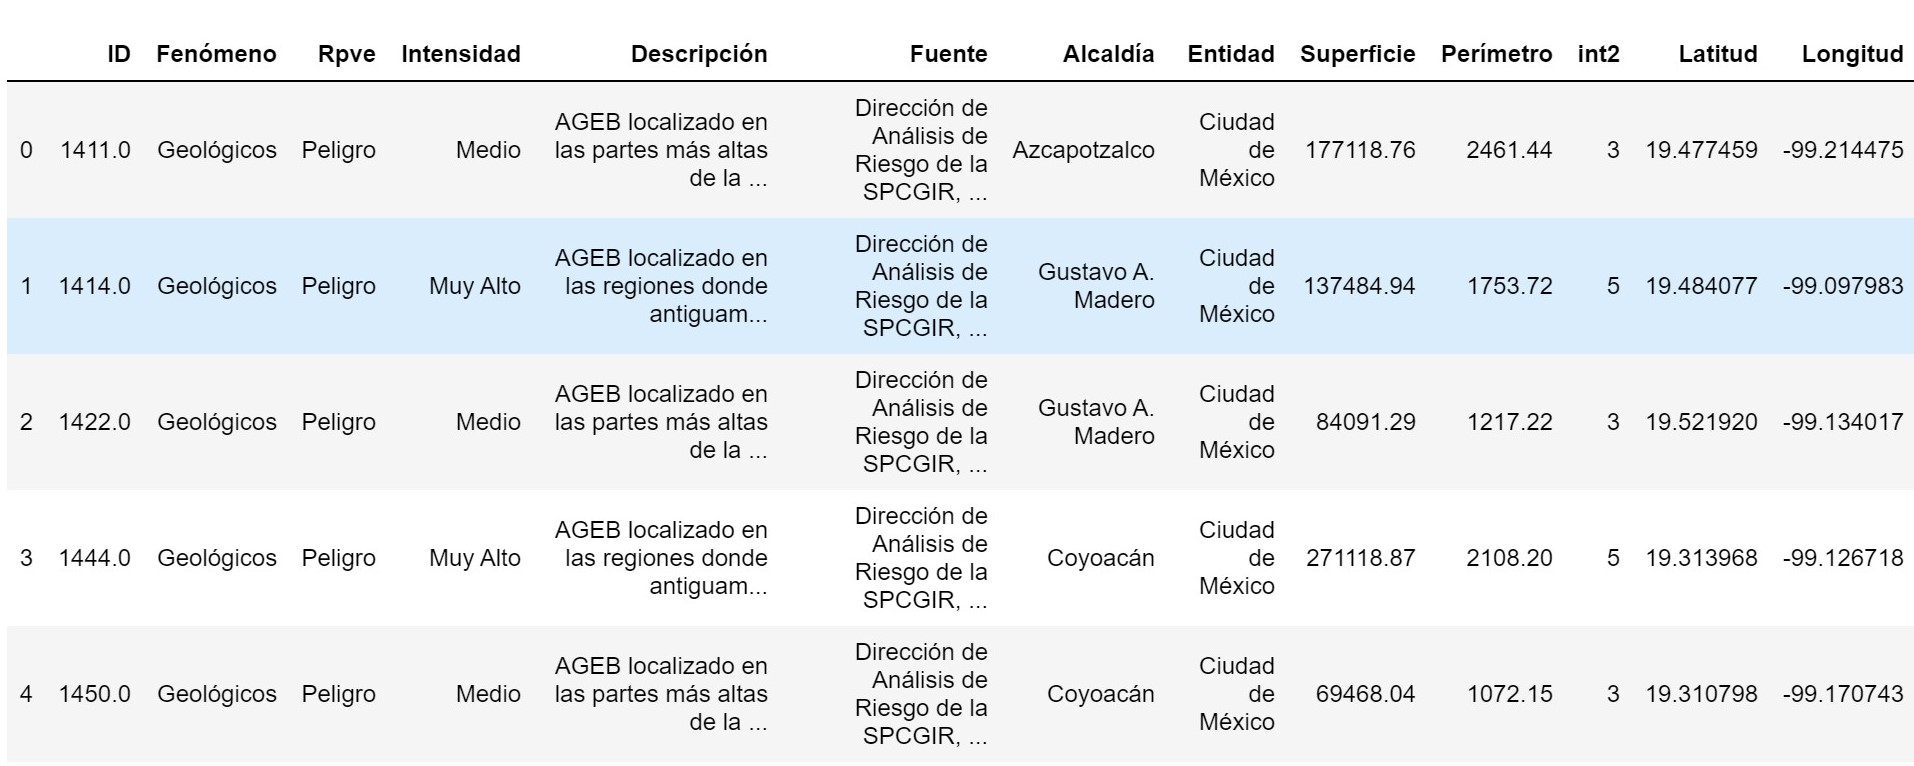 ID Fenómeno Rpve Intensidad Descripción Fuente Alcaldía Entidad Superficie Perímetro int2 Latitud Longitud
0 1411.0 Geológicos Peligro Medio AGEB localizado en las partes más altas de la ... Dirección de Análisis de Riesgo de la SPCGIR, ... Azcapotzalco Ciudad de México 177118.76 2461.44 3 19.477459 -99.214475
1 1414.0 Geológicos Peligro Muy Alto AGEB localizado en las regiones donde antiguam... Dirección de Análisis de Riesgo de la SPCGIR, ... Gustavo A. Madero Ciudad de México 137484.94 1753.72 5 19.484077 -99.097983
2 1422.0 Geológicos Peligro Medio AGEB localizado en las partes más altas de la ... Dirección de Análisis de Riesgo de la SPCGIR, ... Gustavo A. Madero Ciudad de México 84091.29 1217.22 3 19.521920 -99.134017
3 1444.0 Geológicos Peligro Muy Alto AGEB localizado en las regiones donde antiguam... Dirección de Análisis de Riesgo de la SPCGIR, ... Coyoacán Ciudad de México 271118.87 2108.20 5 19.313968 -99.126718
4 1450.0 Geológicos Peligro Medio AGEB localizado en las partes más altas de la ... Dirección de Análisis de Riesgo de la SPCGIR, ... Coyoacán Ciudad de México 69468.04 1072.15 3 19.310798 -99.170743